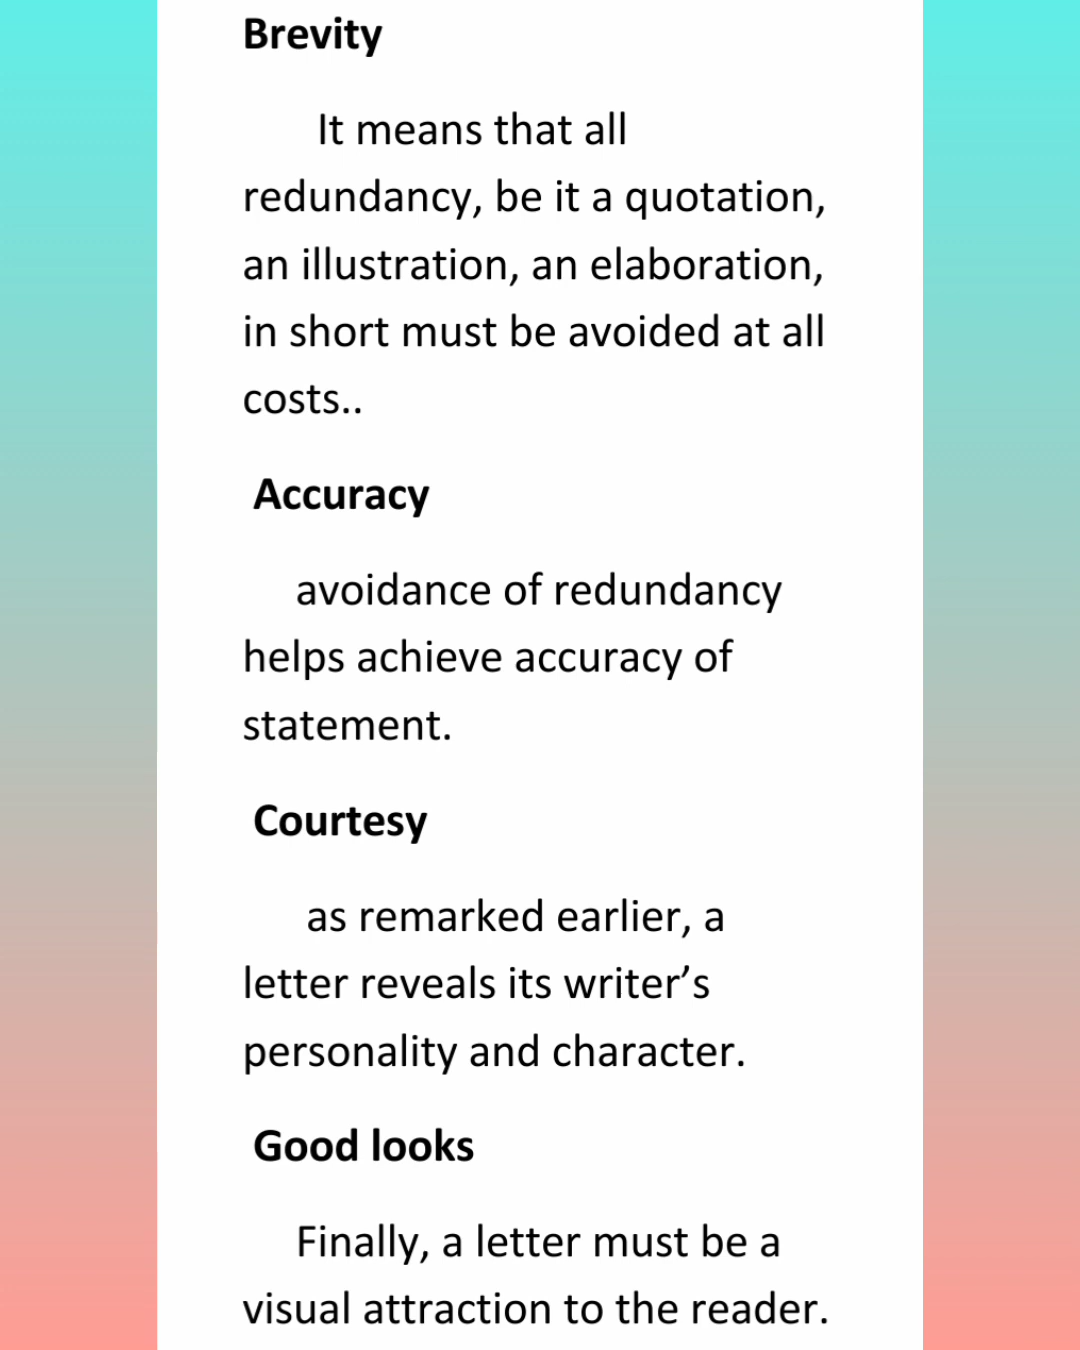 Brevity
It means that all
redundancy, be it a quotation,
an illustration, an elaboration,
in short must be avoided at all
costs..
Accuracy
avoidance of redundancy
helps achieve accuracy of
statement.
Courtesy
as remarked earlier, a
letter reveals its writer’s
personality and character.
Good looks
Finally, a letter must be a
visual attraction to the reader.